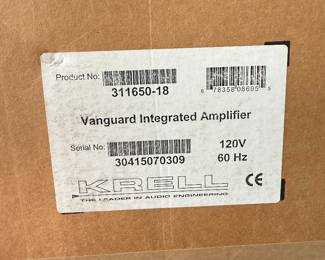 Product No: 311650-18
6 78358 08695 5
Vanguard Integrated Amplifier
Serial No: 30415070309
120V
60 Hz
KRELL
THE LEADER IN AUDIO ENGINEERING
CE